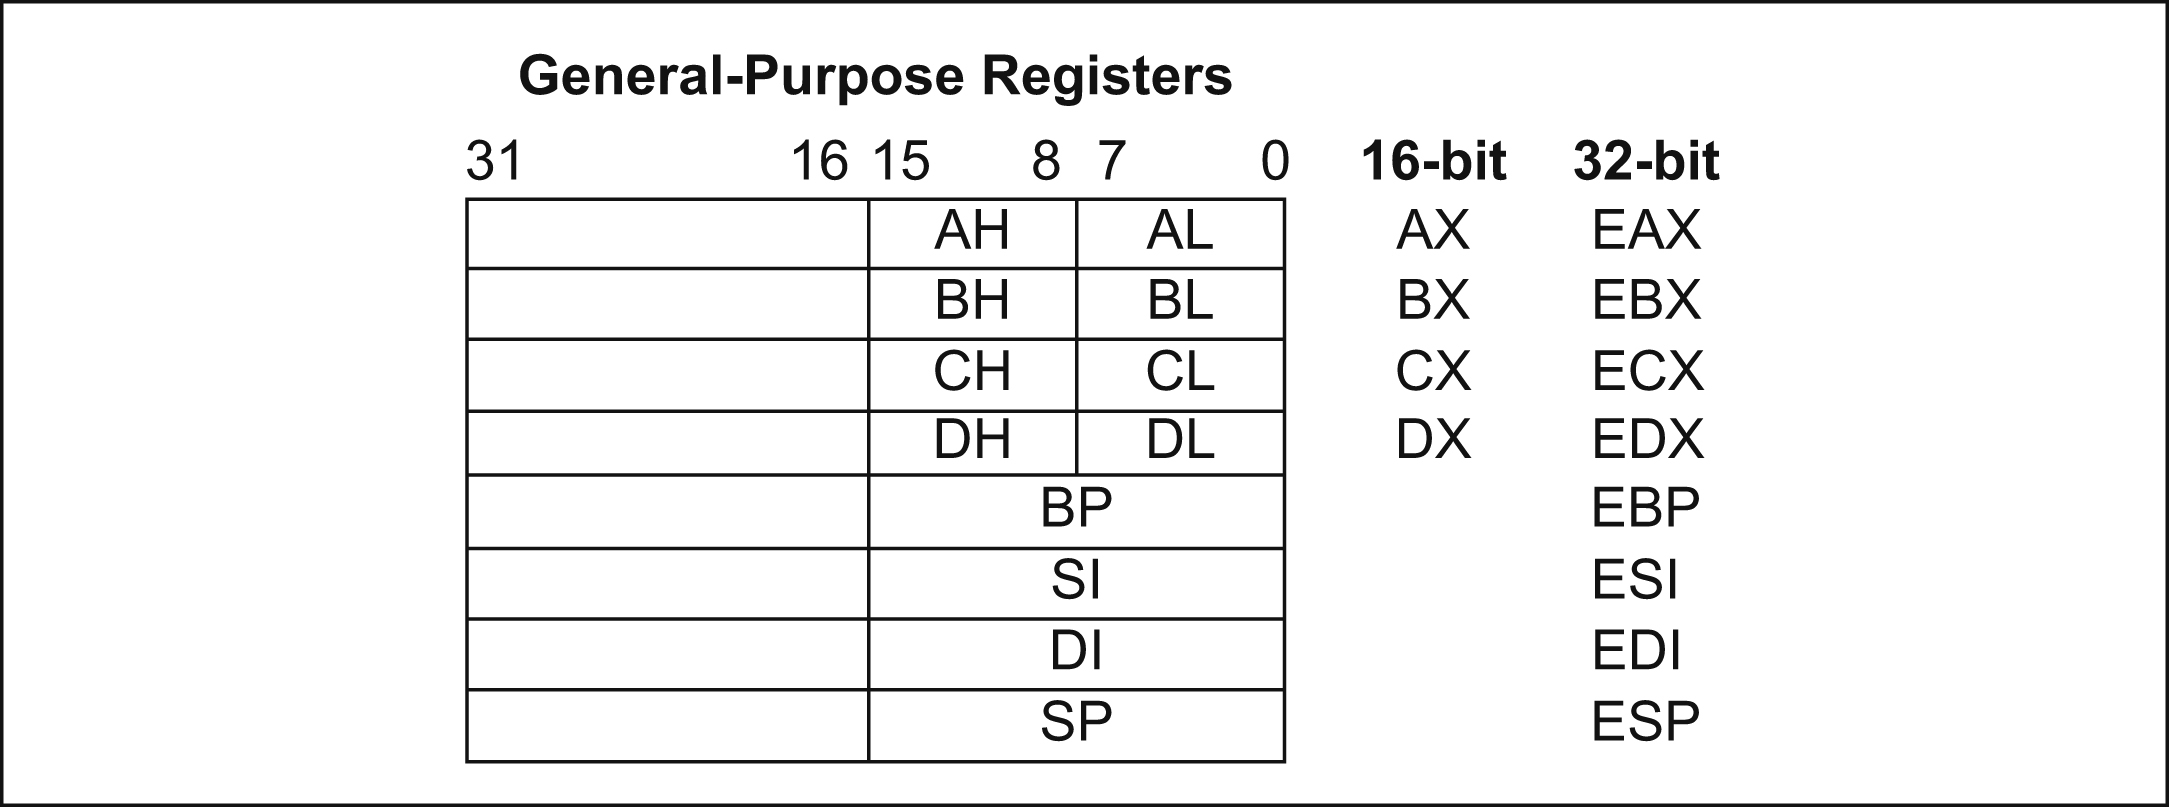 General-Purpose Registers
31 16 15 8 7 0 16-bit 32-bit
AH AL AX EAX
BH BL BX EBX
CH CL CX ECX
DH DL DX EDX
BP EBP
SI ESI
DI EDI
SP ESP